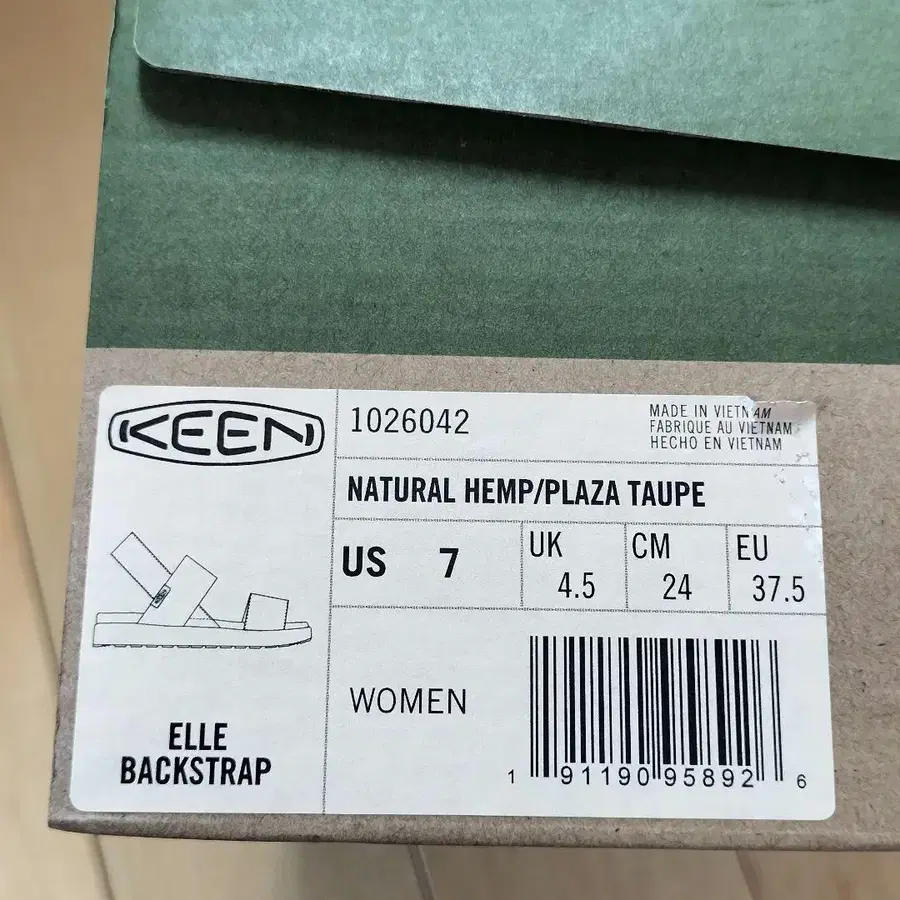 KEEN
1026042
MADE IN VIETNAM
FABRIQUE AU VIETNAM
HECHO EN VIETNAM
NATURAL HEMP/PLAZA TAUPE
US 7
UK 4.5
CM 24
EU 37.5
WOMEN
ELLE
BACKSTRAP
1 91190 95892 6